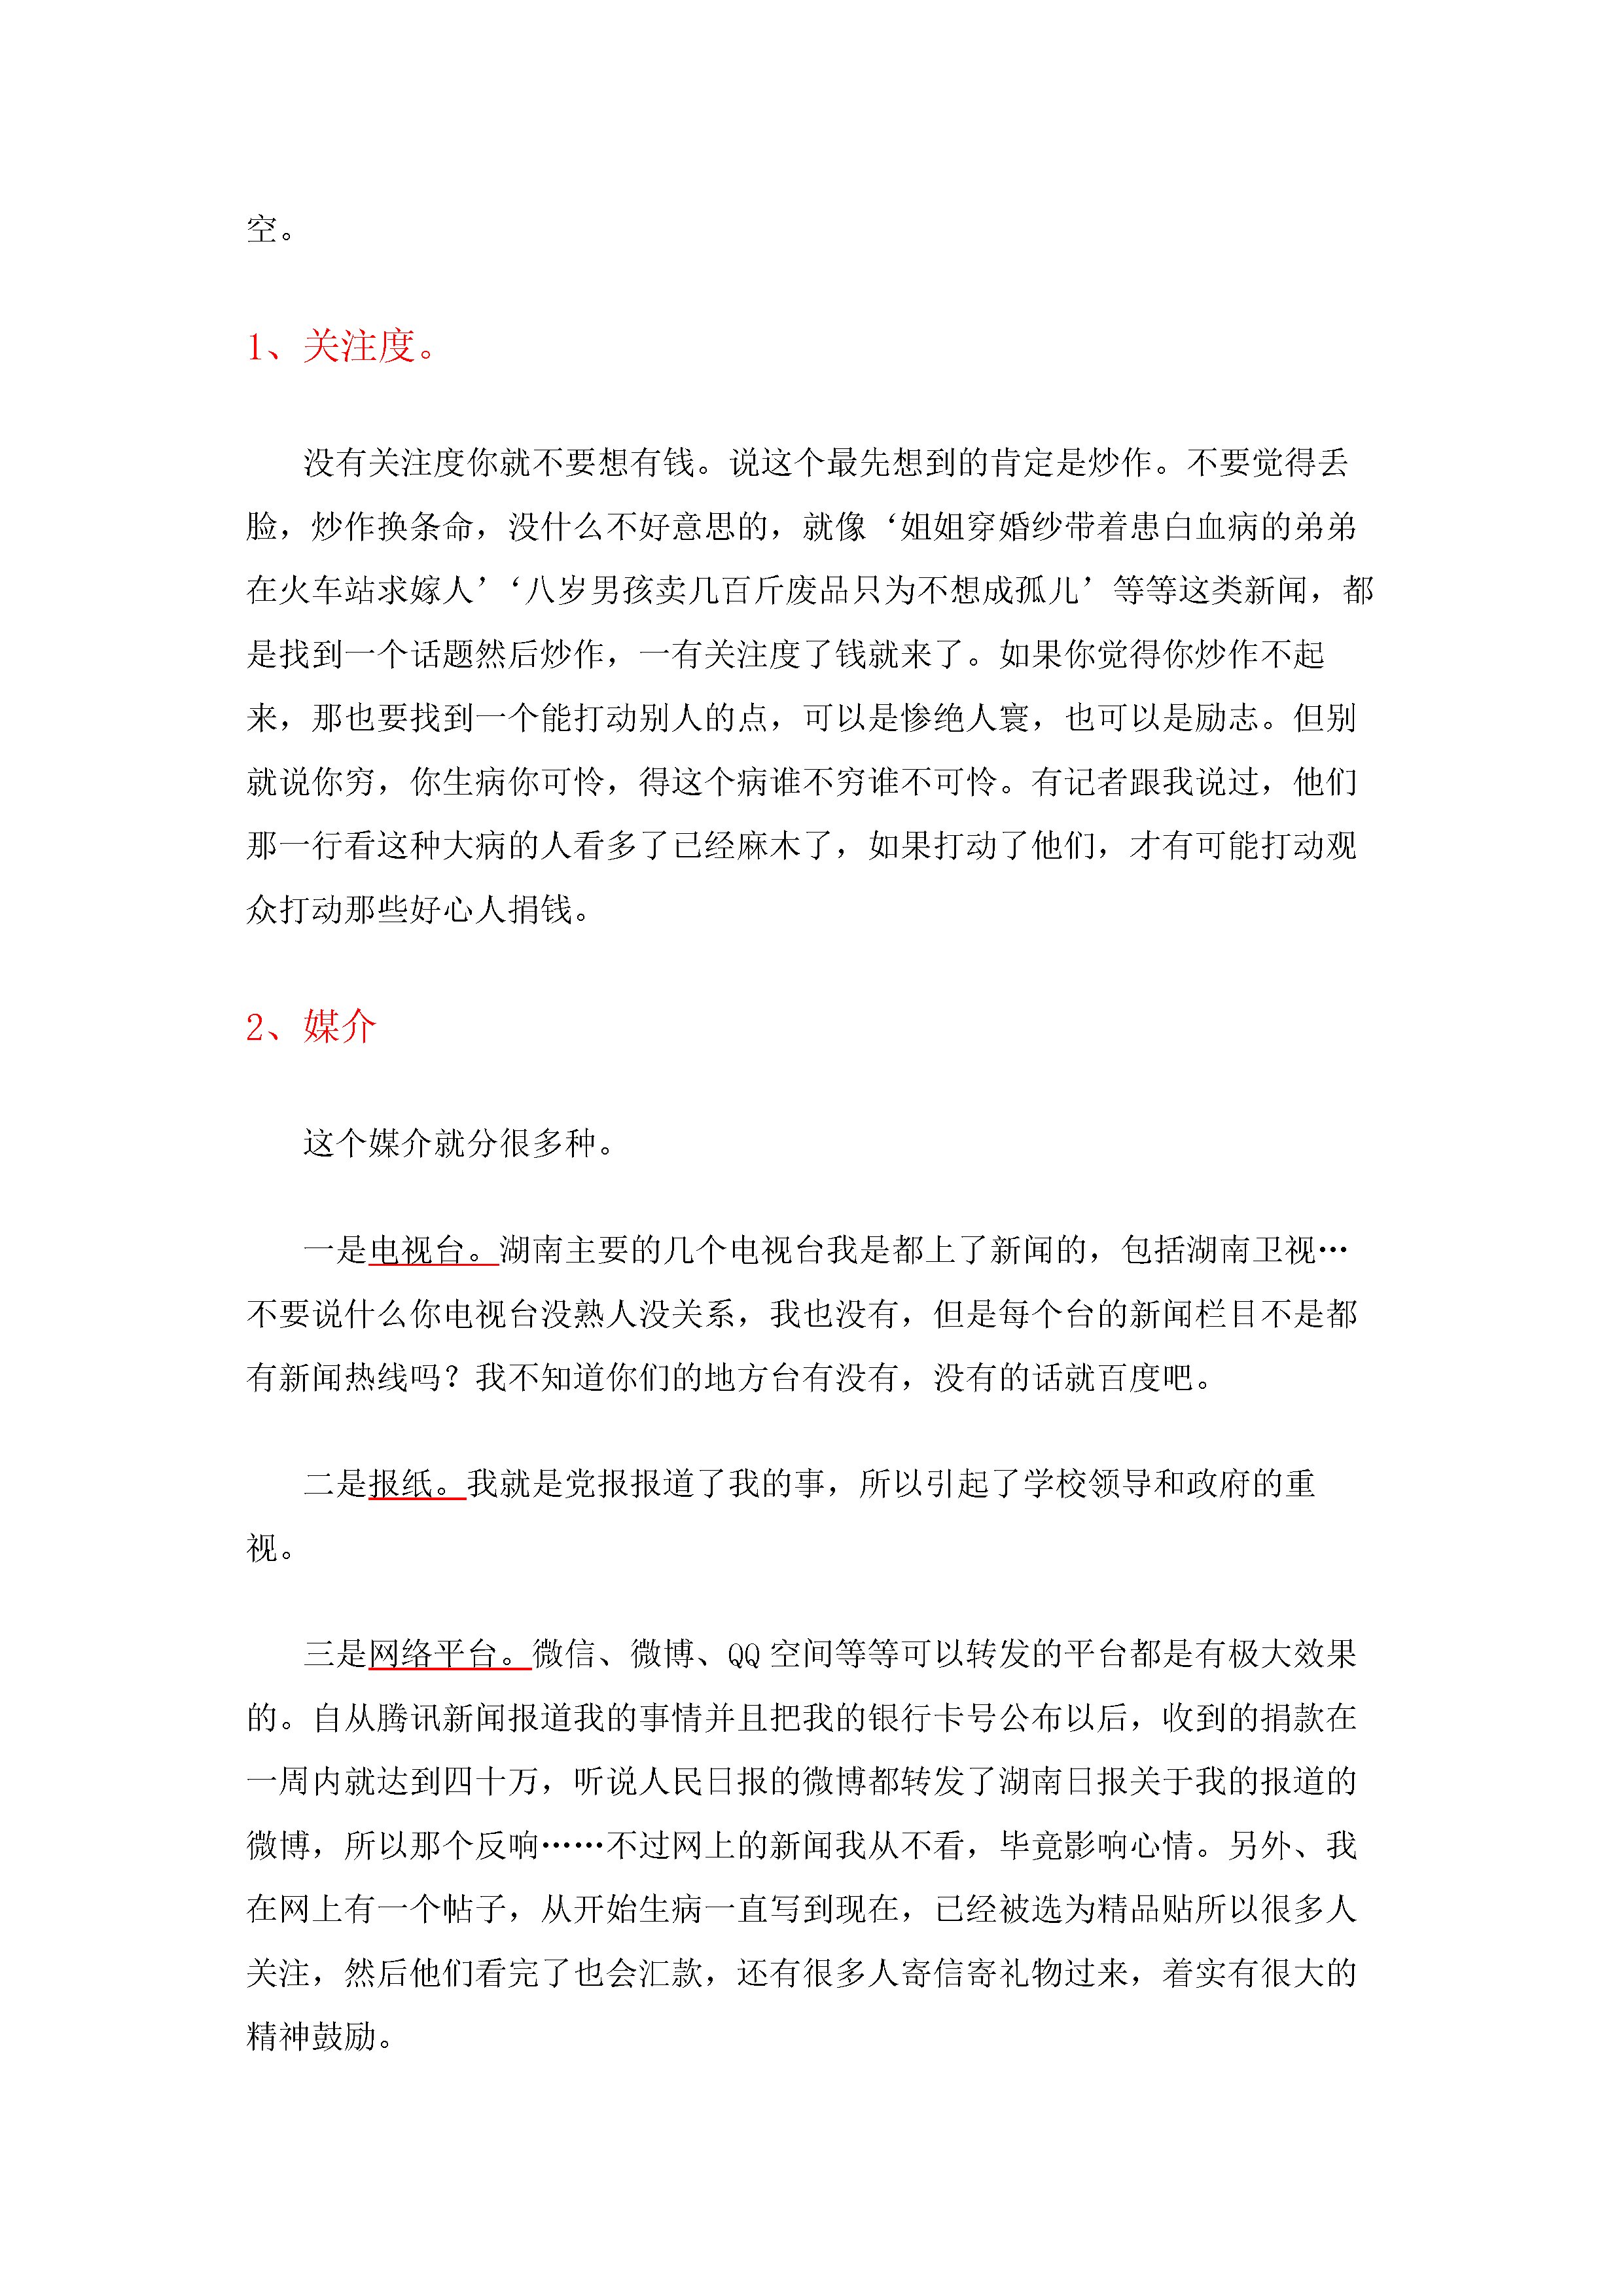 空。
1、关注度。
没有关注度你就不要想有钱。说这个最先想到的肯定是炒作。不要觉得丢
脸，炒作换条命，没什么不好意思的，就像‘姐姐穿婚纱带着患白血病的弟弟
在火车站求嫁人’‘八岁男孩卖几百斤废品只为不想成孤儿’等等这类新闻，都
是找到一个话题然后炒作，一有关注度了钱就来了。如果你觉得你炒作不起
来，那也要找到一个能打动别人的点，可以是惨绝人寰，也可以是励志。但别
就说你穷，你生病你可怜，得这个病谁不穷谁不可怜。有记者跟我说过，他们
那一行看这种大病的人看多了已经麻木了，如果打动了他们，才有可能打动观
众打动那些好心人捐钱。
2、媒介
这个媒介就分很多种。
一是电视台。湖南主要的几个电视台我是都上了新闻的，包括湖南卫视…
不要说什么你电视台没熟人没关系，我也没有，但是每个台的新闻栏目不是都
有新闻热线吗？我不知道你们的地方台有没有，没有的话就百度吧。
二是报纸。我就是党报报道了我的事，所以引起了学校领导和政府的重
视。
三是网络平台。微信、微博、QQ 空间等等可以转发的平台都是有极大效果
的。自从腾讯新闻报道我的事情并且把我的银行卡号公布以后，收到的捐款在
一周内就达到四十万，听说人民日报的微博都转发了湖南日报关于我的报道的
微博，所以那个反响……不过网上的新闻我从不看，毕竟影响心情。另外、我
在网上有一个帖子，从开始生病一直写到现在，已经被选为精品贴所以很多人
关注，然后他们看完了也会汇款，还有很多人寄信寄礼物过来，着实有很大的
精神鼓励。